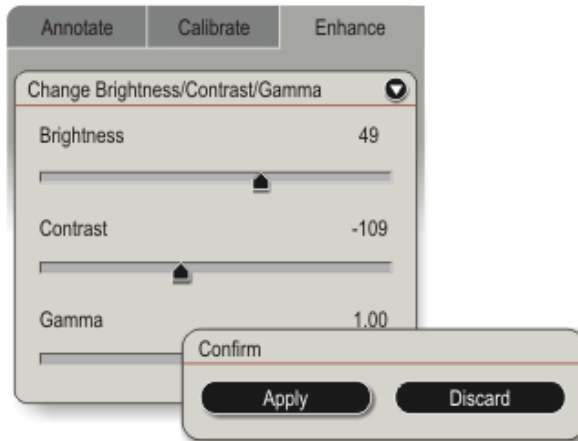 Annotate Calibrate Enhance
Change Brightness/Contrast/Gamma
Brightness 49
Contrast -109
Gamma 1.00
Confirm
Apply Discard